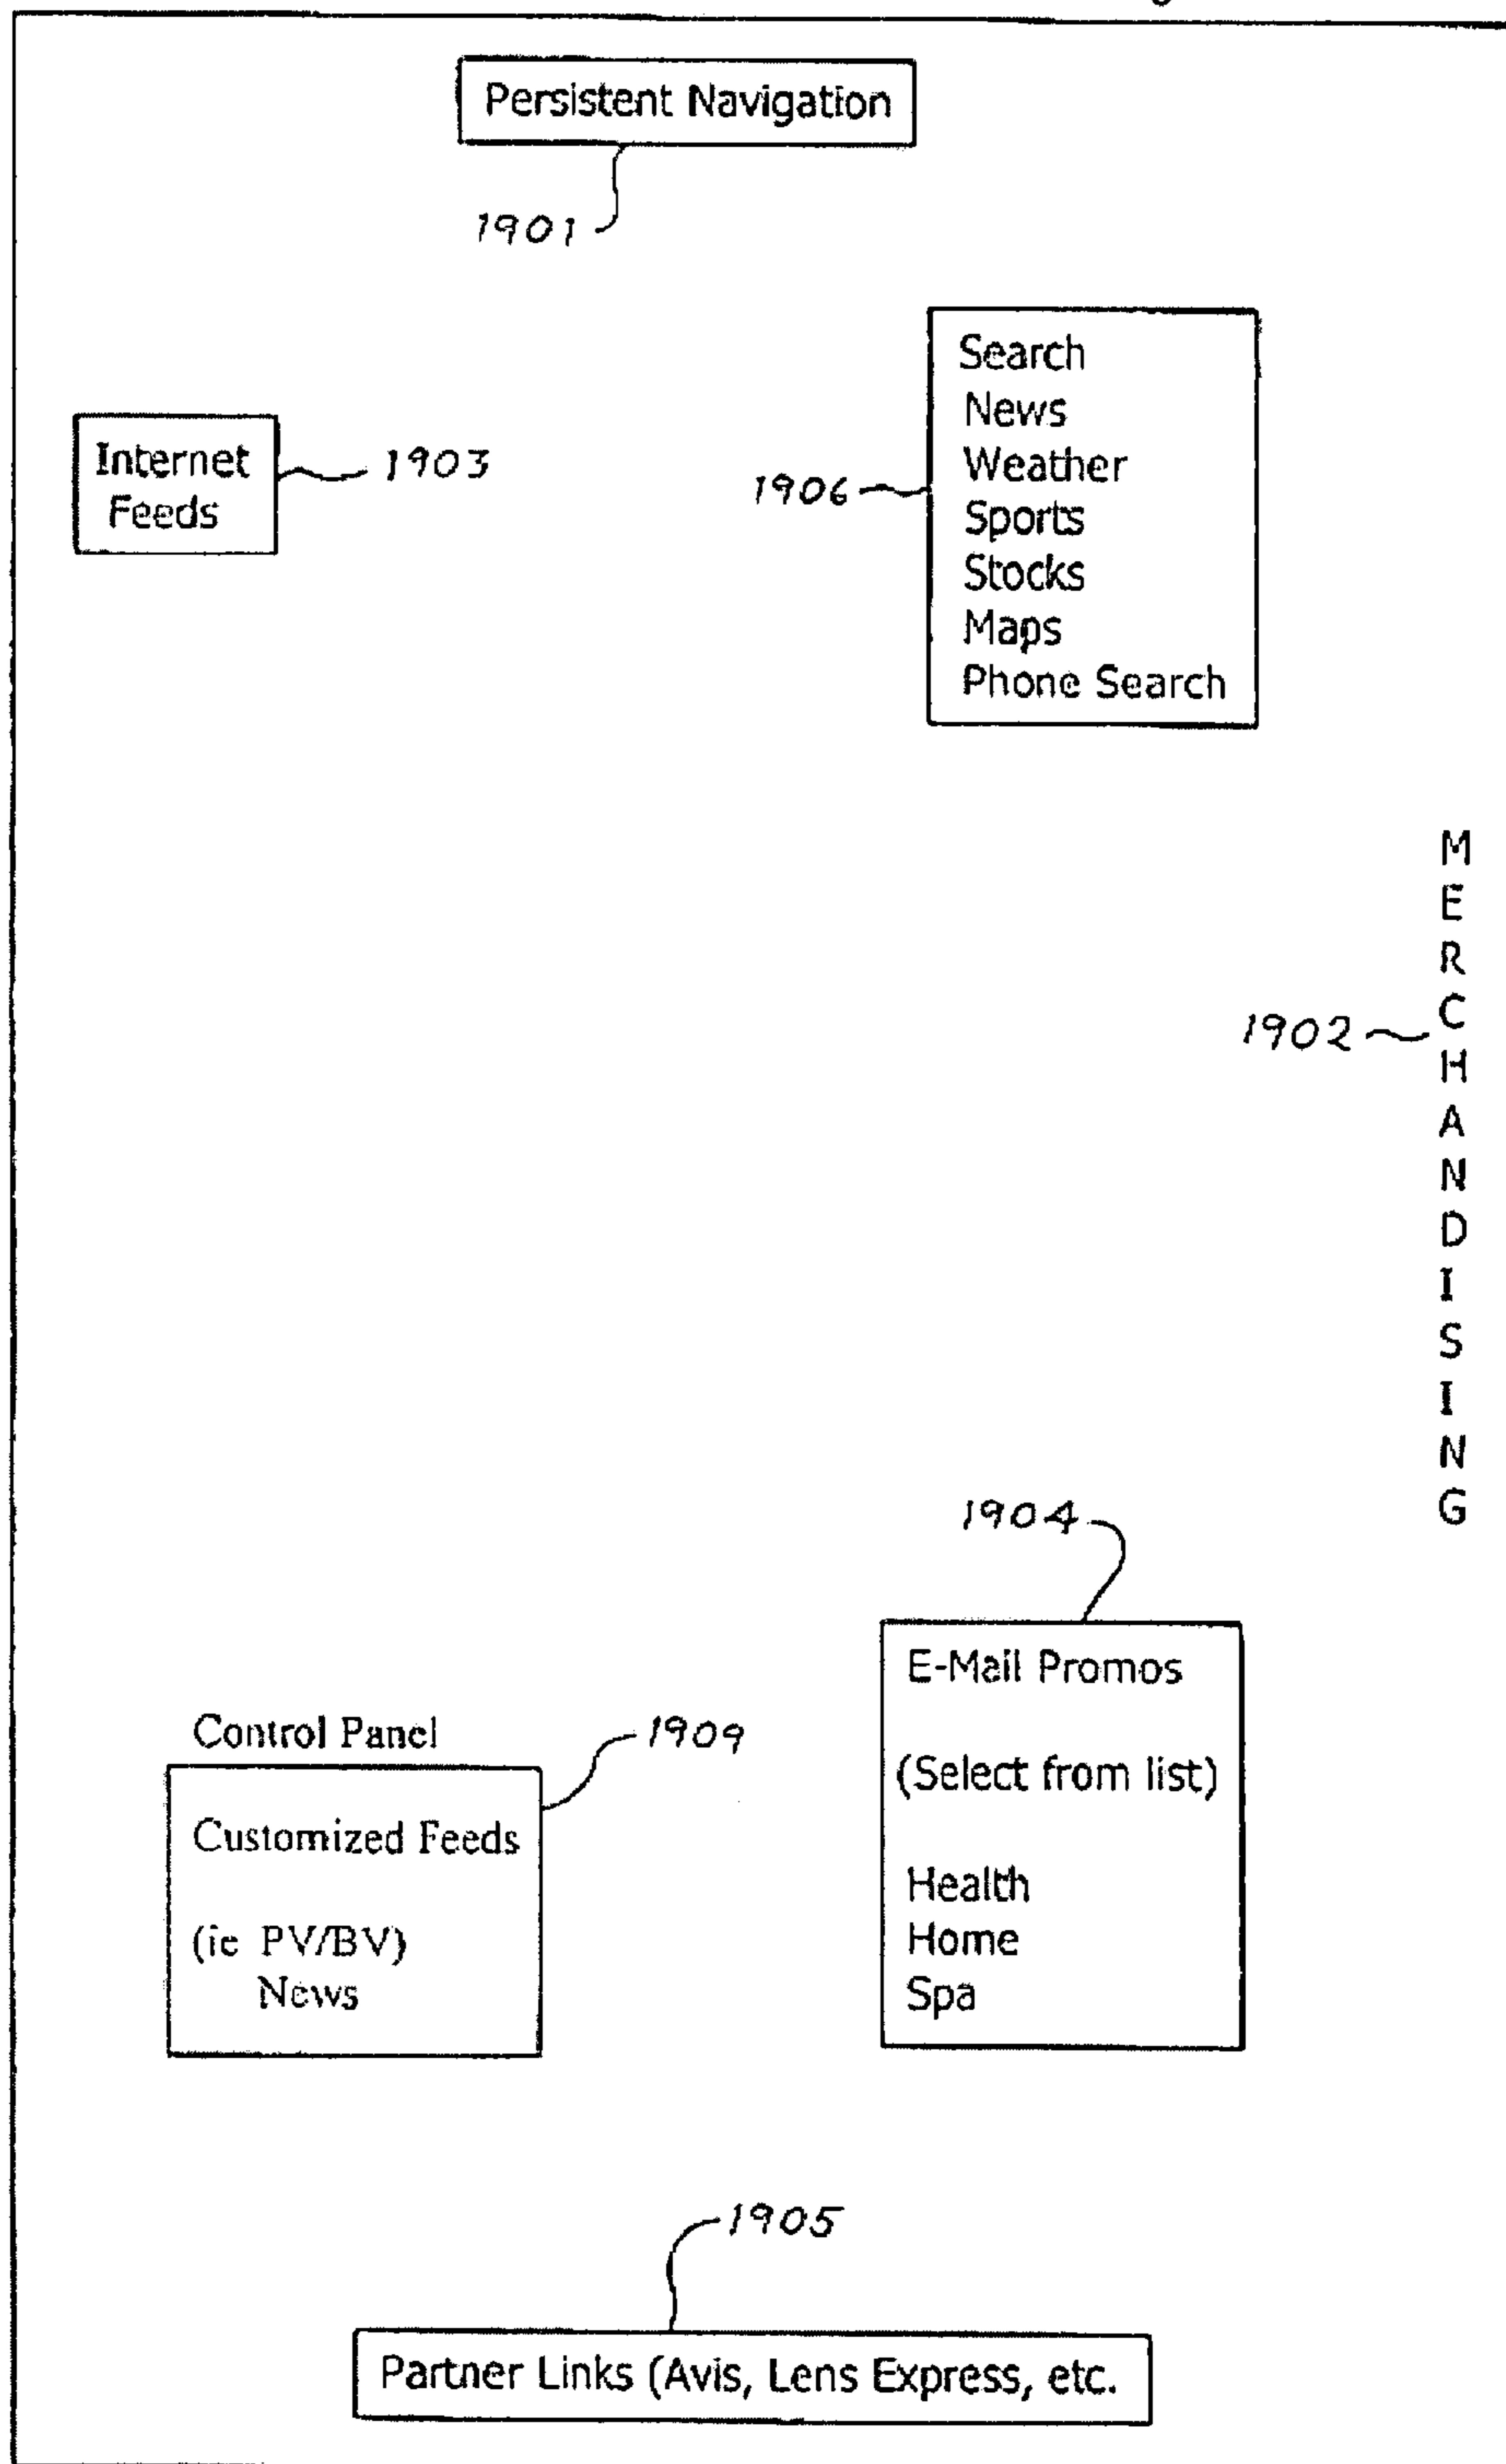 Persistent Navigation
1901
Search
News
Weather
Sports
Stocks
Maps
Phone Search
1906
Internet
Feeds
1903
MERCHANDISING
1902
1904
E-Mail Promos
(Select from list)
Health
Home
Spa
Control Panel
1909
Customized Feeds
(ie PV/BV)
News
1905
Partner Links (Avis, Lens Express, etc.